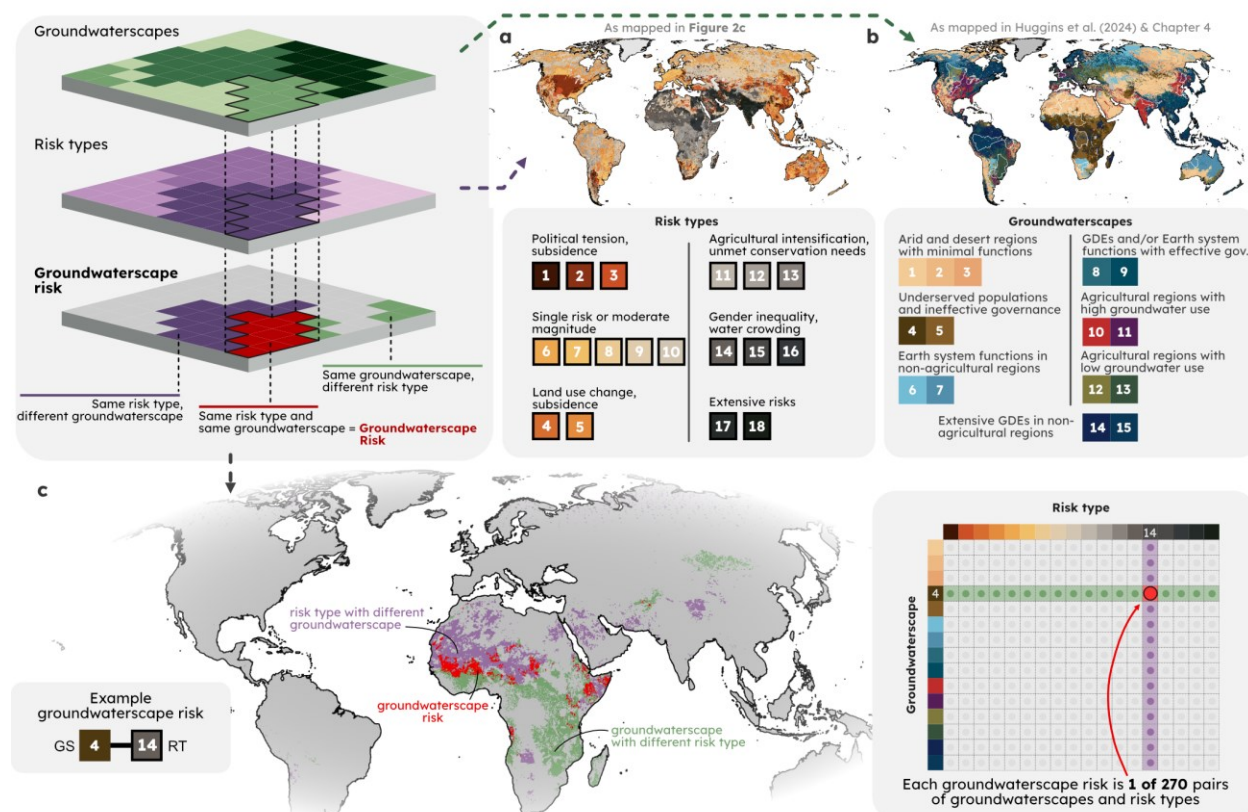 Groundwaterscapes
Risk types
Groundwaterscape
risk
Same groundwaterscape,
different risk type
Same risk type,
different groundwaterscape
Same risk type and
same groundwaterscape = Groundwaterscape
Risk
a
As mapped in Figure 2c
b
As mapped in Huggins et al. (2024) & Chapter 4
Risk types
Political tension,
subsidence
1 2 3
Single risk or moderate
magnitude
6 7 8 9 10
Land use change,
subsidence
4 5
Agricultural intensification,
unmet conservation needs
11 12 13
Gender inequality,
water crowding
14 15 16
Extensive risks
17 18
Groundwaterscapes
Arid and desert regions
with minimal functions
1 2 3
Underserved populations
and ineffective governance
4 5
Earth system functions in
non-agricultural regions
6 7
GDEs and/or Earth system
functions with effective gov.
8 9
Agricultural regions with
high groundwater use
10 11
Agricultural regions with
low groundwater use
12 13
Extensive GDEs in non-
agricultural regions
14 15
c
risk type with different
groundwaterscape
groundwaterscape
risk
groundwaterscape
with different risk type
Example
groundwaterscape risk
GS 4 14 RT
Risk type
14
Groundwaterscape
4
Each groundwaterscape risk is 1 of 270 pairs
of groundwaterscapes and risk types